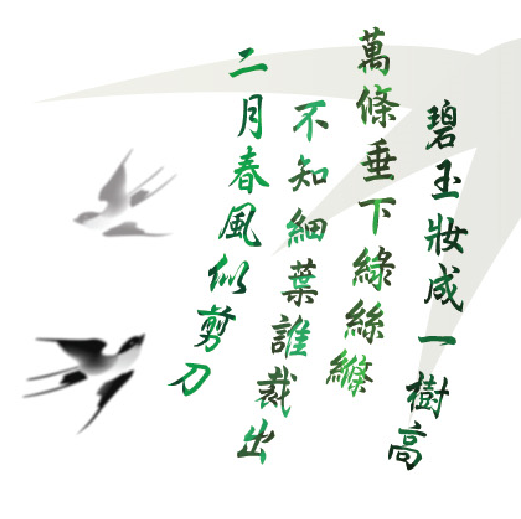 碧玉妝成一樹高
萬條垂下綠絲縧
不知細葉誰裁出
二月春風似剪刀